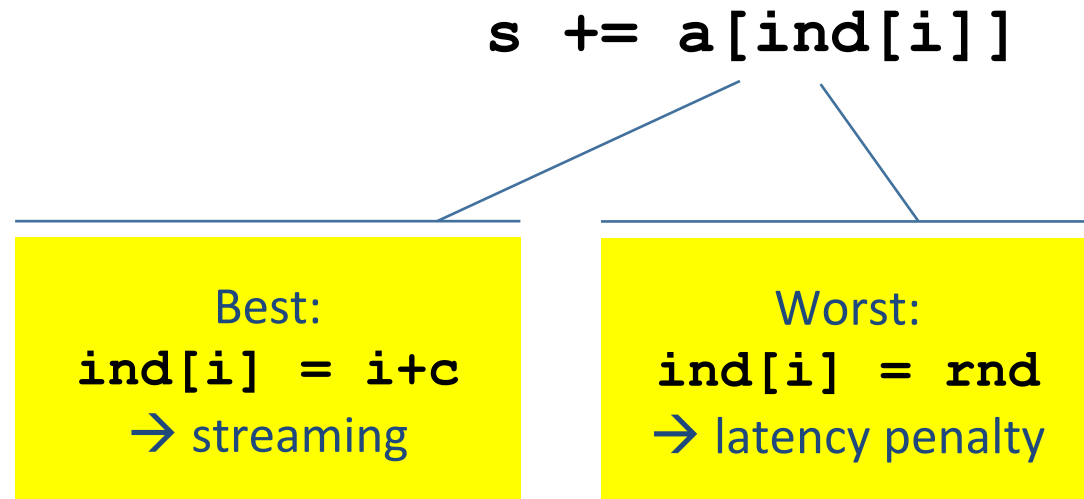 s += a[ind[i]]
Best:
ind[i] = i+c
→ streaming
Worst:
ind[i] = rnd
→ latency penalty